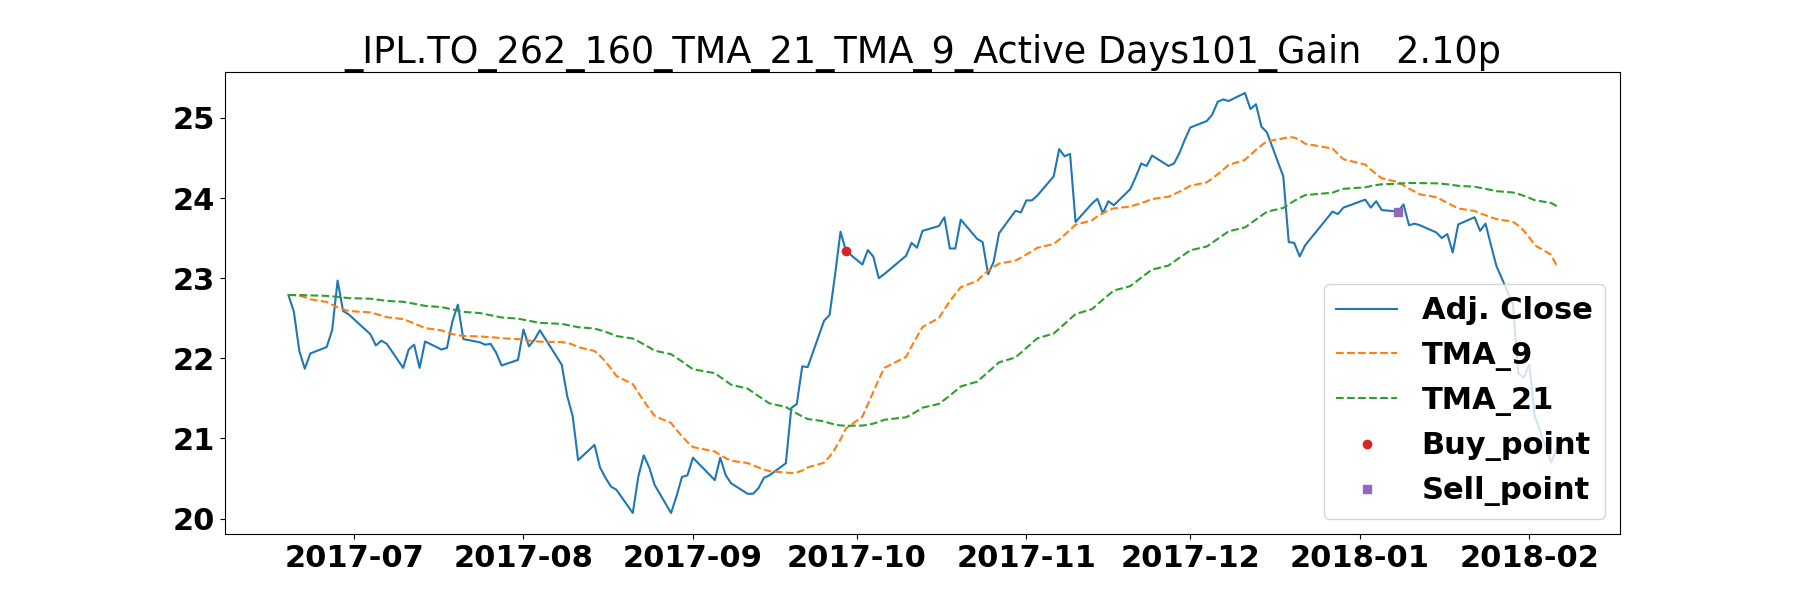 _IPL.TO_262_160_TMA_21_TMA_9_Active Days101_Gain   2.10p
25
24
23
22
21
20
Adj. Close
TMA_9
TMA_21
Buy_point
Sell_point
2017-07 2017-08 2017-09 2017-10 2017-11 2017-12 2018-01 2018-02